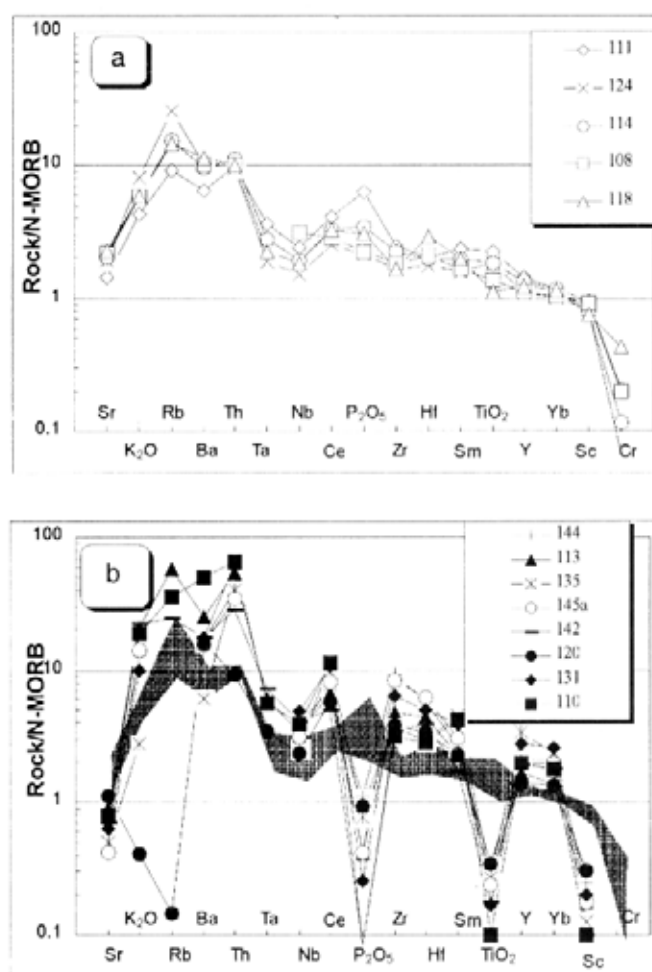 100
a
111
124
114
108
118
10
Rock/N-MORB
1
Sr Rb Th Nb P₂O₅ Hf TiO₂ Yb
0.1
K₂O Ba Ta Ce Zr Sm Y Sc Cr
100
b
144
113
135
145a
142
120
131
110
10
Rock/N-MORB
1
K₂O Ba Ta Ce Zr Sm Y Yb Cr
0.1
Sr Rb Th Nb P₂O₅ Hf TiO₂ Sc